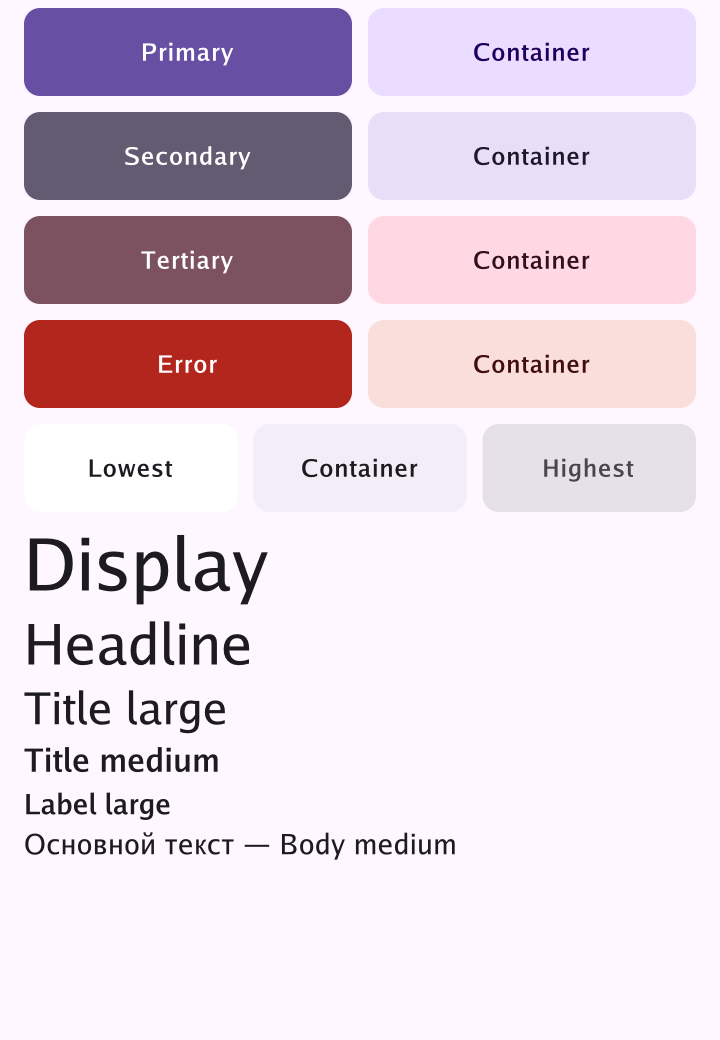 Primary Container
Secondary Container
Tertiary Container
Error Container
Lowest Container Highest
Display
Headline
Title large
Title medium
Label large
Основной текст — Body medium